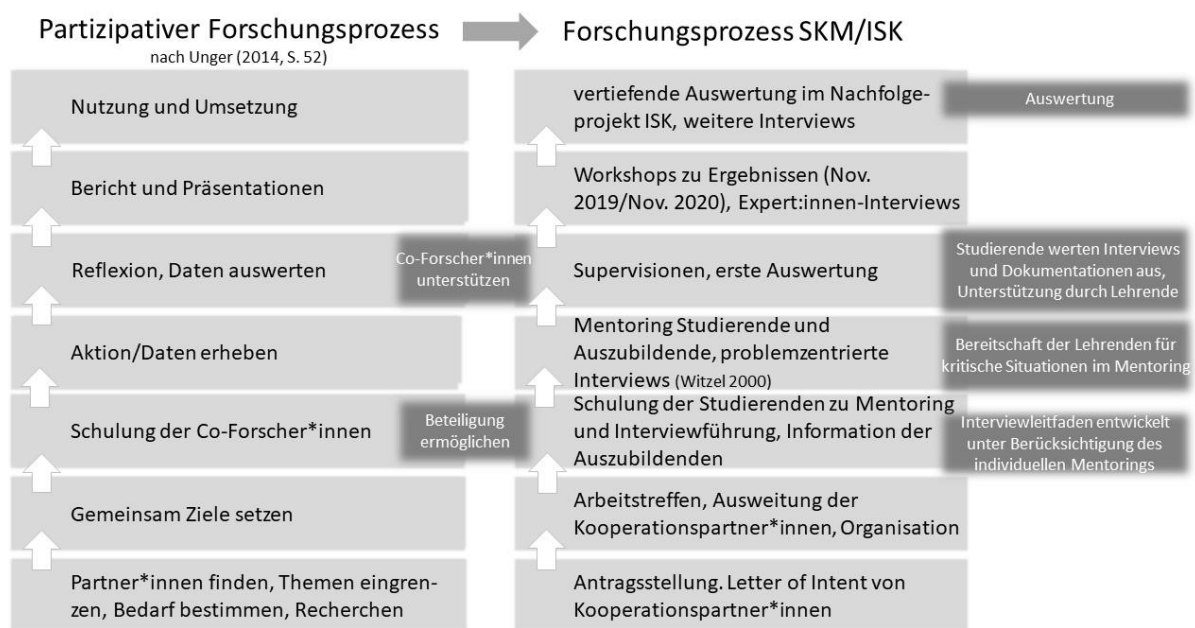 Partizipativer Forschungsprozess
nach Unger (2014, S. 52)
Forschungsprozess SKM/ISK
Nutzung und Umsetzung
vertiefende Auswertung im Nachfolge-
projekt ISK, weitere Interviews
Auswertung
Bericht und Präsentationen
Workshops zu Ergebnissen (Nov.
2019/Nov. 2020), Expert:innen-Interviews
Reflexion, Daten auswerten
Co-Forscher*innen
unterstützen
Supervisionen, erste Auswertung
Studierende werten Interviews
und Dokumentationen aus,
Unterstützung durch Lehrende
Aktion/Daten erheben
Mentoring Studierende und
Auszubildende, problemzentrierte
Interviews (Witzel 2000)
Bereitschaft der Lehrenden für
kritische Situationen im Mentoring
Schulung der Co-Forscher*innen
Beteiligung
ermöglichen
Schulung der Studierenden zu Mentoring
und Interviewführung, Information der
Auszubildenden
Interviewleitfaden entwickelt
unter Berücksichtigung des
individuellen Mentorings
Gemeinsam Ziele setzen
Arbeitstreffen, Ausweitung der
Kooperationspartner*innen, Organisation
Partner*innen finden, Themen eingren-
zen, Bedarf bestimmen, Recherchen
Antragsstellung. Letter of Intent von
Kooperationspartner*innen